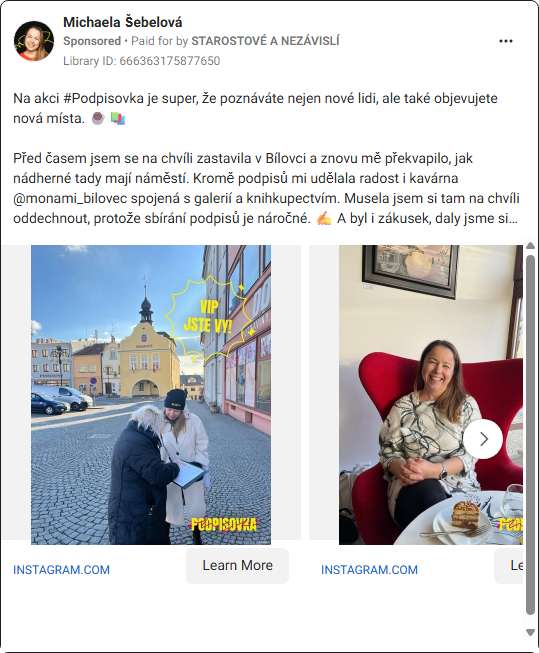 Michaela Šebelová
Sponsored • Paid for by STAROSTOVÉ A NEZÁVISLÍ
Library ID: 666363175877650
Na akci #Podpisovka je super, že poznáváte nejen nové lidi, ale také objevujete
nová místa.
Před časem jsem se na chvíli zastavila v Bílovci a znovu mě překvapilo, jak
nádherné tady mají náměstí. Kromě podpisů mi udělala radost i kavárna
@monami_bilovec spojená s galerií a knihkupectvím. Musela jsem si tam na chvíli
oddechnout, protože sbírání podpisů je náročné. ✍️ A byl i zákusek, daly jsme si...
VIP
JSTE VY!
PODPISOVKA
INSTAGRAM.COM
Learn More
INSTAGRAM.COM